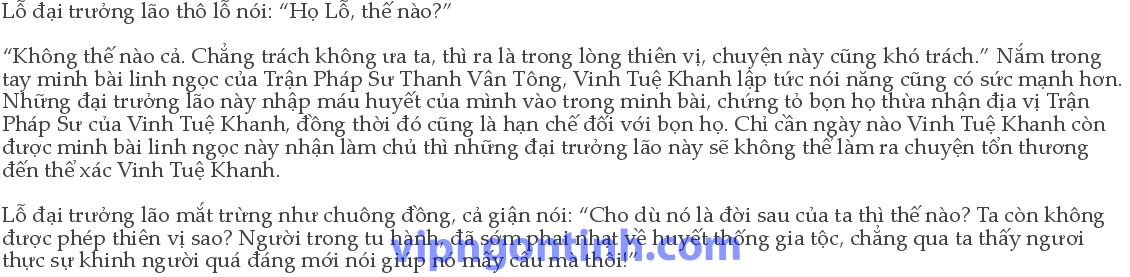 Lỗ đại trưởng lão thô lỗ nói: “Họ Lỗ, thế nào?”
“Không thế nào cả. Chẳng trách không ưa ta, thì ra là trong lòng thiên vị, chuyện này cũng khó trách.” Nắm trong
tay minh bài linh ngọc của Trận Pháp Sư Thanh Vân Tông, Vinh Tuệ Khanh lập tức nói năng cũng có sức mạnh hơn.
Những đại trưởng lão này nhập máu huyết của mình vào trong minh bài, chứng tỏ bọn họ thừa nhận địa vị Trận
Pháp Sư của Vinh Tuệ Khanh, đồng thời đó cũng là hạn chế đối với bọn họ. Chỉ cần ngày nào Vinh Tuệ Khanh còn
được minh bài linh ngọc này nhận làm chủ thì những đại trưởng lão này sẽ không thể làm ra chuyện tổn thương
đến thể xác Vinh Tuệ Khanh.
Lỗ đại trưởng lão mắt trừng như chuông đồng, cả giận nói: “Cho dù nó là đời sau của ta thì thế nào? Ta còn không
được phép thiên vị sao? Người trong tu hành, đã sớm phai nhạt về huyết thống gia tộc, chẳng qua ta thấy ngươi
thực sự khinh người quá đáng mới nói giúp nó mấy câu mà thôi!”
vipngontinh.com